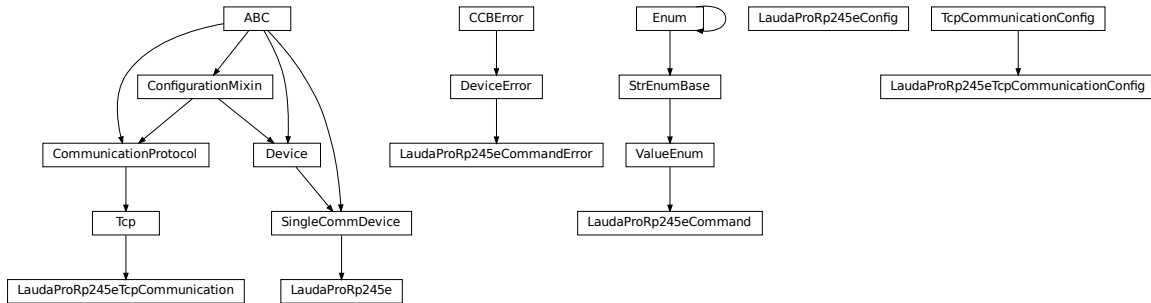 ABC
CCBError
Enum
LaudaProRp245eConfig
TcpCommunicationConfig
ConfigurationMixin
DeviceError
StrEnumBase
LaudaProRp245eTcpCommunicationConfig
CommunicationProtocol
Device
LaudaProRp245eCommandError
ValueEnum
Tcp
SingleCommDevice
LaudaProRp245eCommand
LaudaProRp245eTcpCommunication
LaudaProRp245e